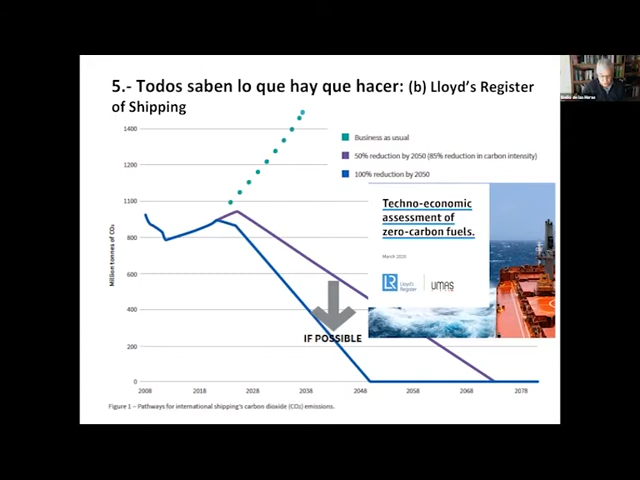 5.- Todos saben lo que hay que hacer: (b) Lloyd's Register
of Shipping
1400
1200
1100
800
600
400
200
0
Million tonnes of CO₂
Business as usual
50% reduction by 2050 (85% reduction in carbon intensity)
100% reduction by 2050
Techno-economic
assessment of
zero-carbon fuels.
March 2020
LR
Lloyd's
Register
UMAS
IF POSSIBLE
2008
2018
2028
2038
2048
2058
2068
2078
Figure 1 – Pathways for international shipping's carbon dioxide (CO₂) emissions.